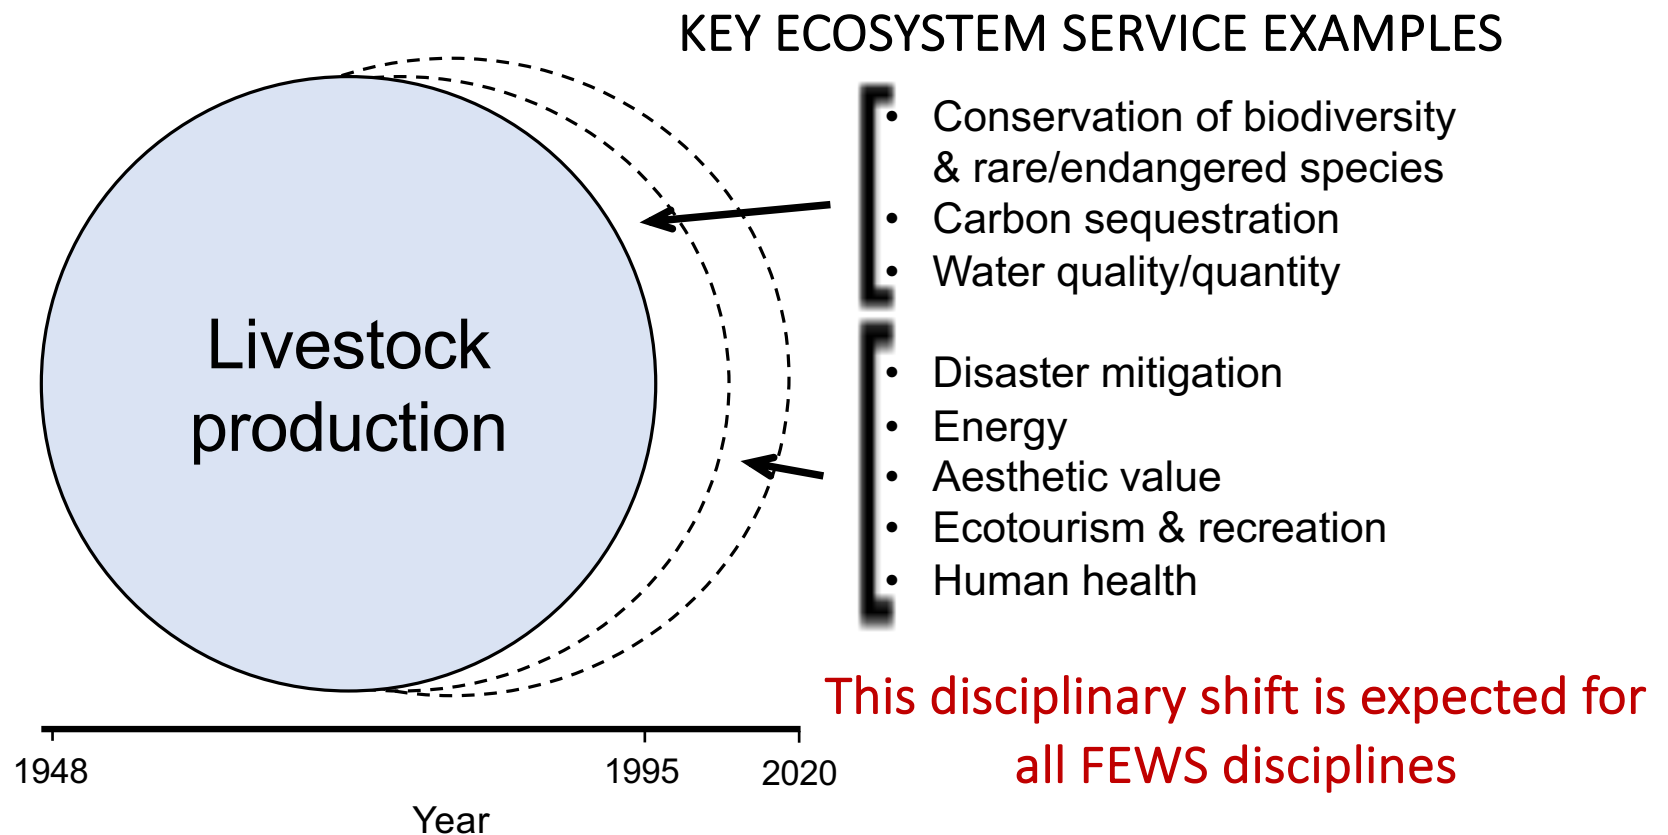 KEY ECOSYSTEM SERVICE EXAMPLES
• Conservation of biodiversity
& rare/endangered species
• Carbon sequestration
• Water quality/quantity
• Disaster mitigation
• Energy
• Aesthetic value
• Ecotourism & recreation
• Human health
Livestock
production
This disciplinary shift is expected for
all FEWS disciplines
1948
1995
2020
Year